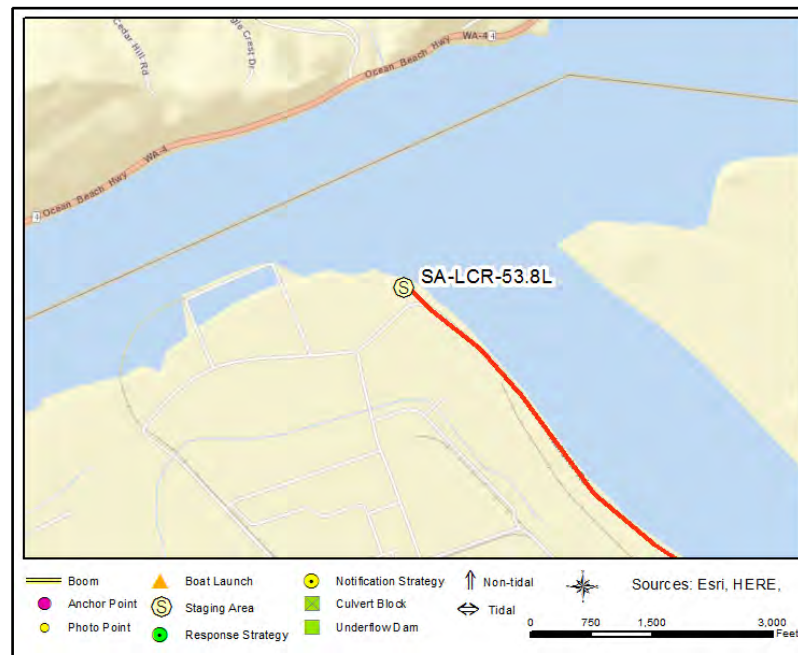 Cedar Hill Rd
gle Crest Dr
Ocean Beach Hwy WA-4 4
WA-4
4 Ocean Beach Hwy
SA-LCR-53.8L
S
Boom
Boat Launch
Notification Strategy
Non-tidal
Sources: Esri, HERE,
Anchor Point
S Staging Area
Culvert Block
Tidal
Photo Point
Response Strategy
Underflow Dam
0 750 1,500 3,000
Feet